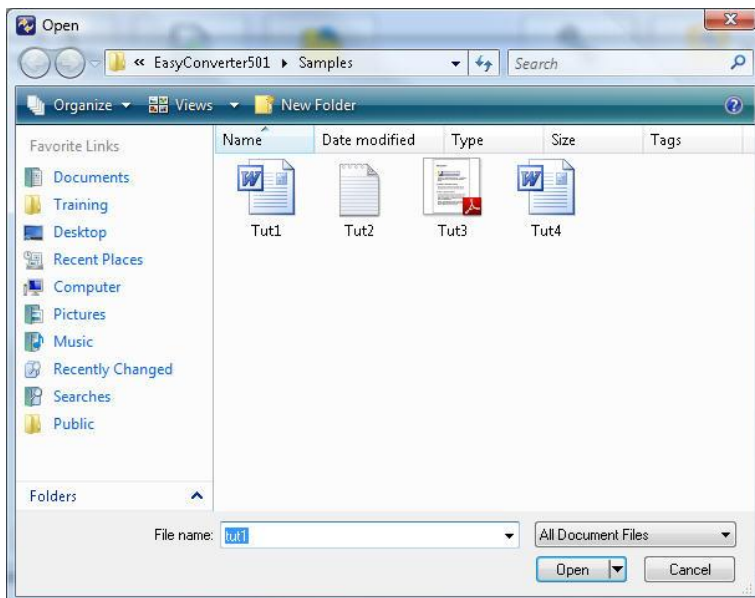 Open
« EasyConverter501 ▸ Samples
Search
Organize Views New Folder
Favorite Links
Documents
Training
Desktop
Recent Places
Computer
Pictures
Music
Recently Changed
Searches
Public
Folders
Name Date modified Type Size Tags
Tut1 Tut2 Tut3 Tut4
File name: tut1 All Document Files
Open Cancel